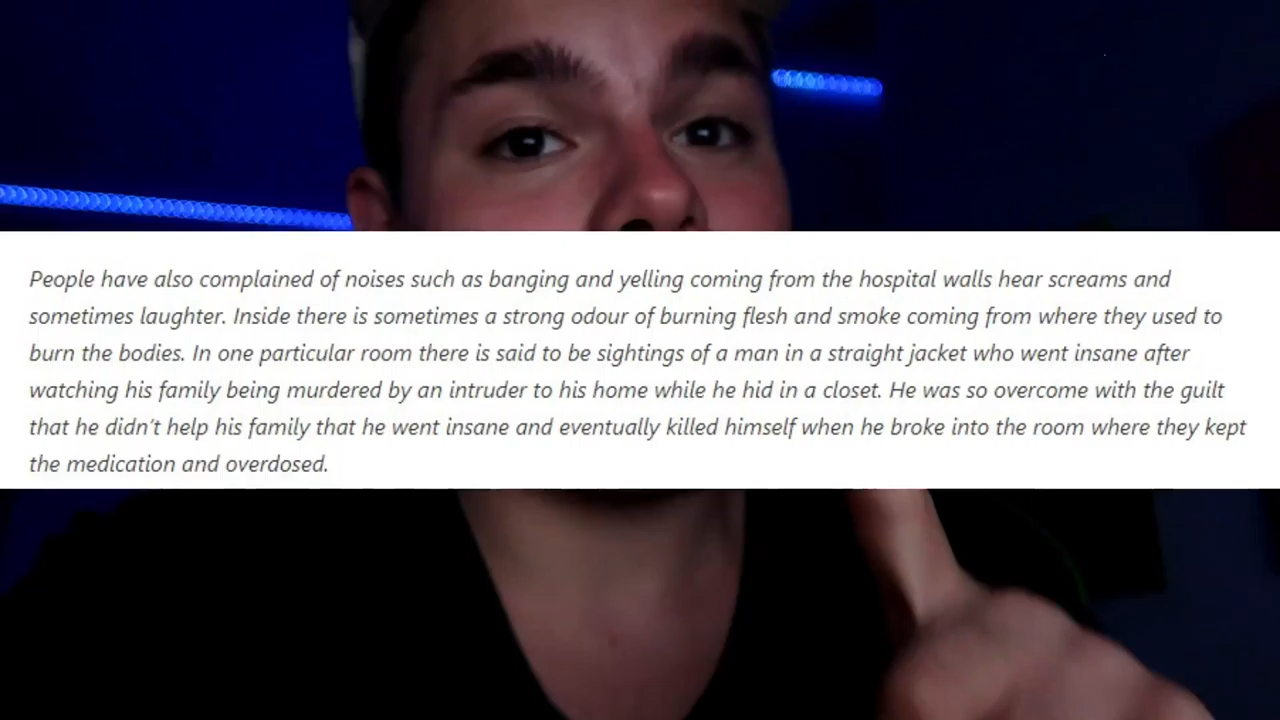 People have also complained of noises such as banging and yelling coming from the hospital walls hear screams and
sometimes laughter. Inside there is sometimes a strong odour of burning flesh and smoke coming from where they used to
burn the bodies. In one particular room there is said to be sightings of a man in a straight jacket who went insane after
watching his family being murdered by an intruder to his home while he hid in a closet. He was so overcome with the guilt
that he didn't help his family that he went insane and eventually killed himself when he broke into the room where they kept
the medication and overdosed.